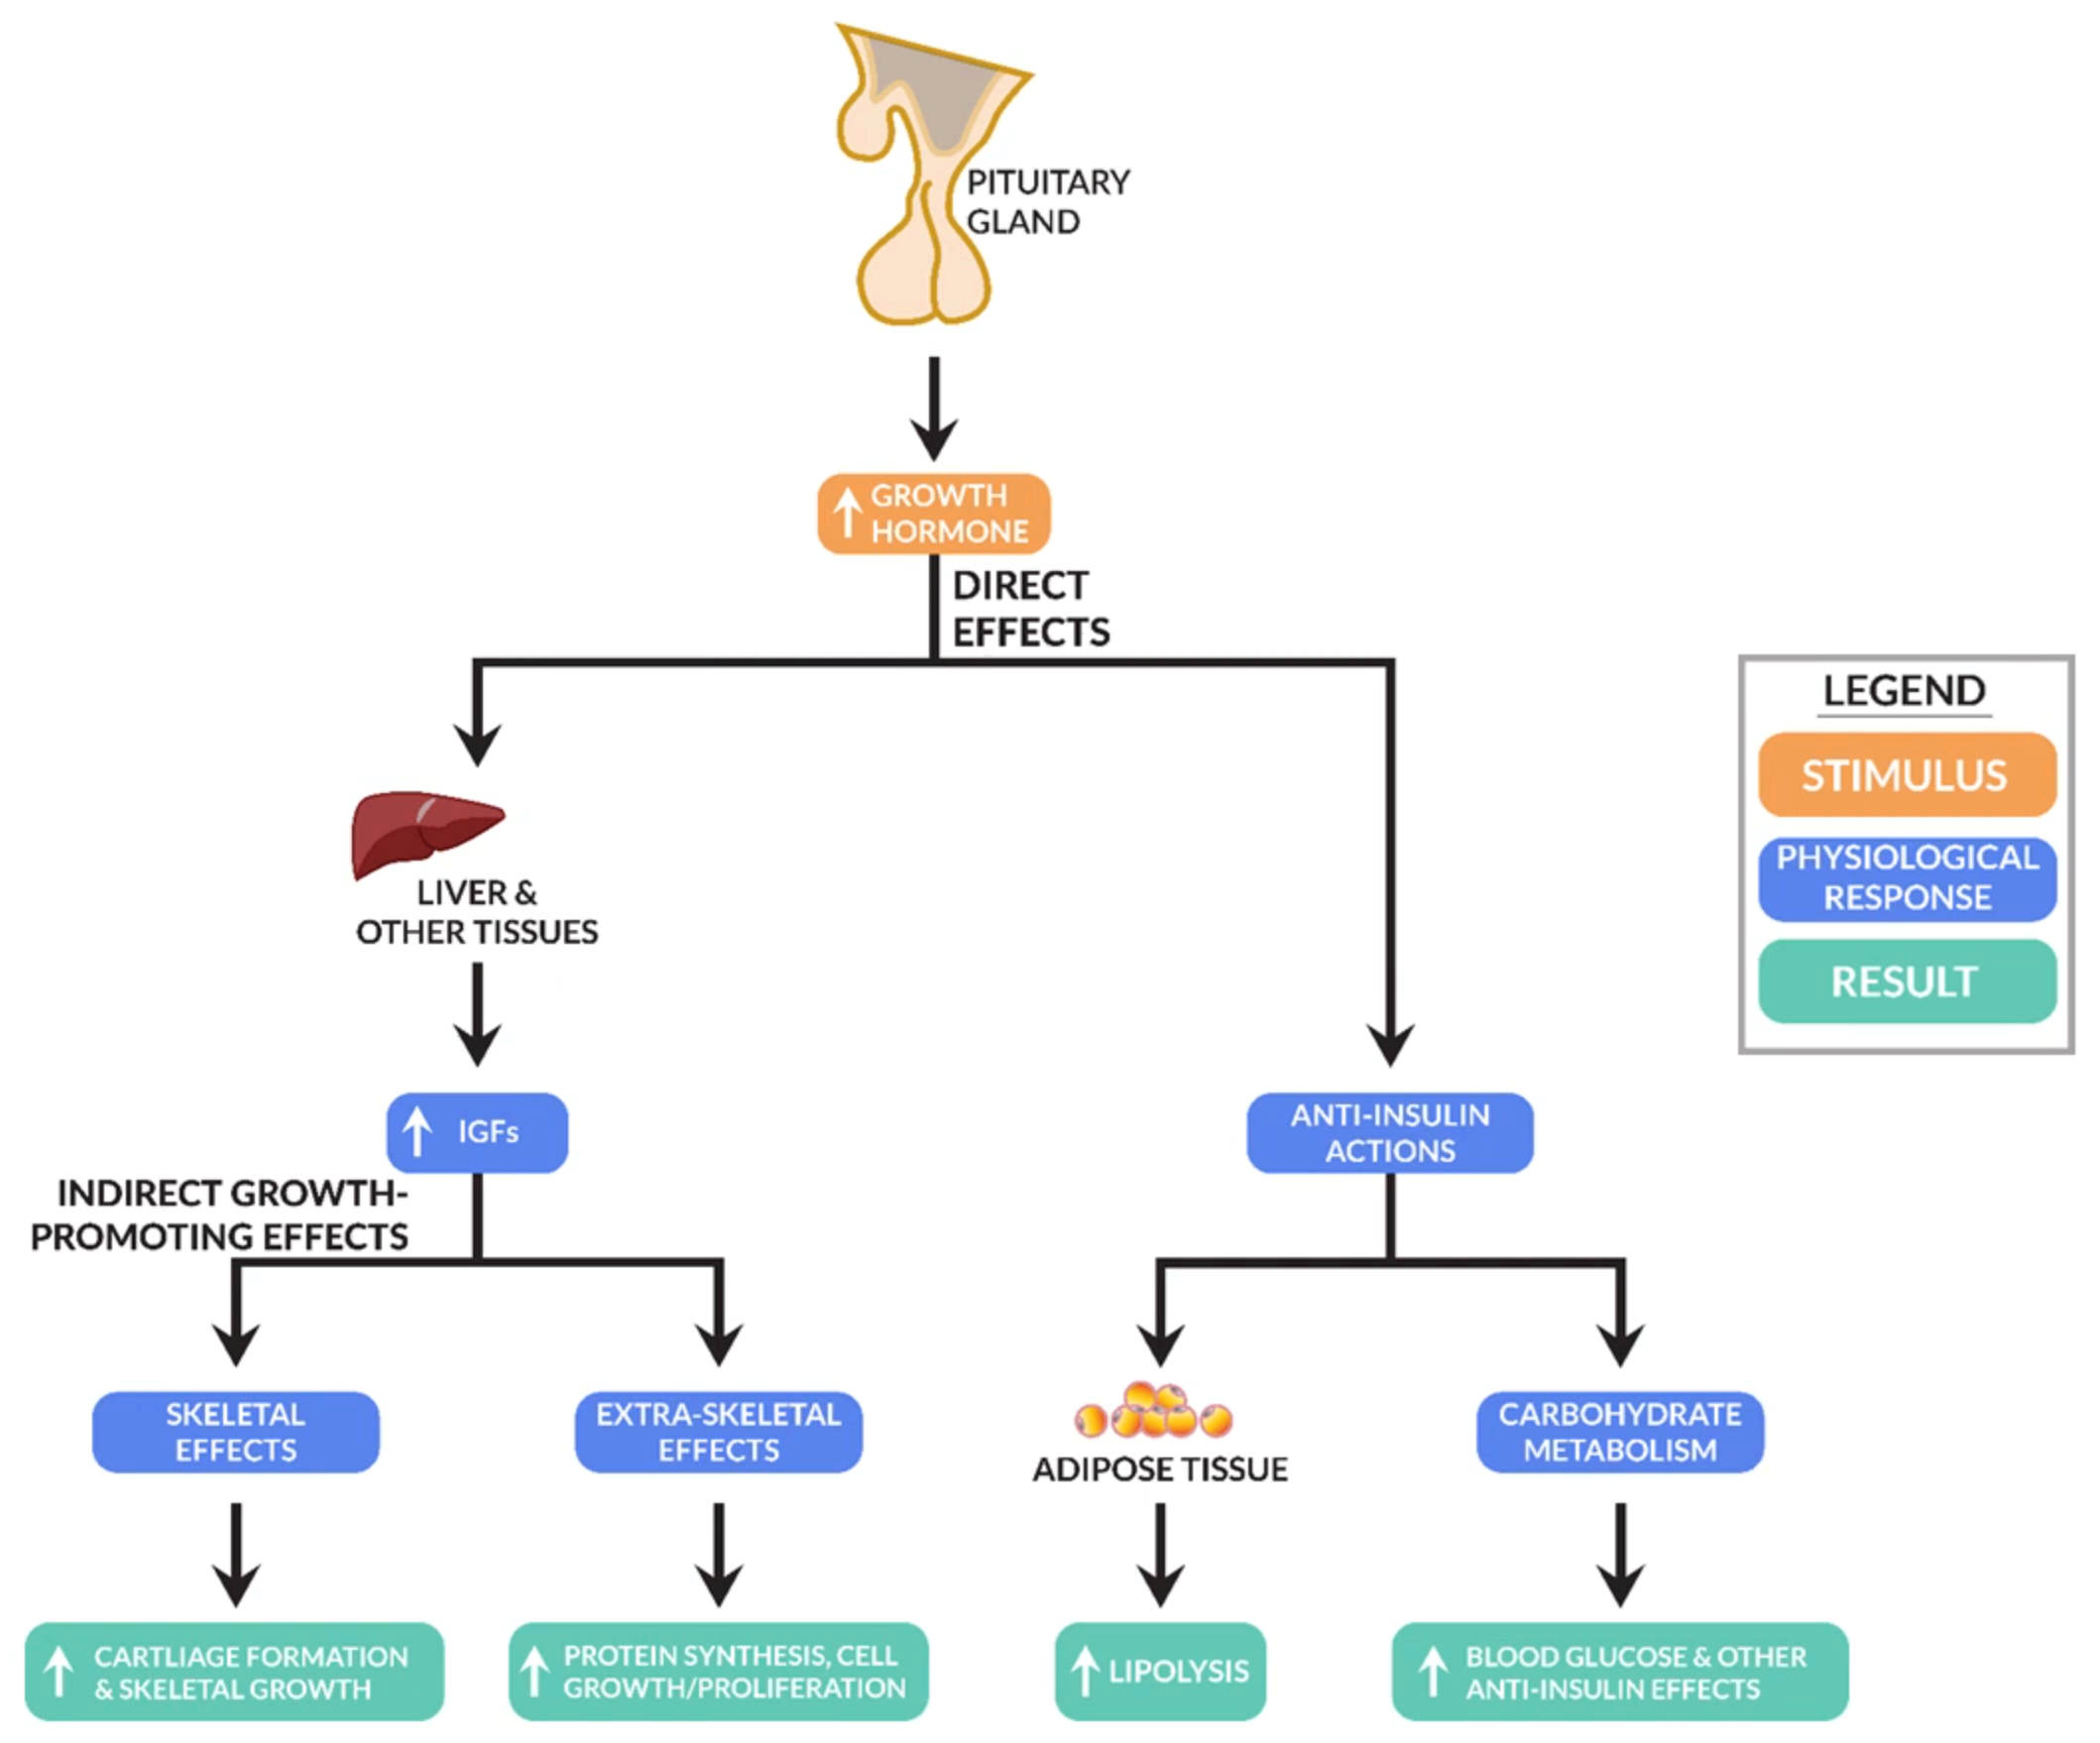 PITUITARY
GLAND
GROWTH
HORMONE
DIRECT
EFFECTS
LEGEND
STIMULUS
PHYSIOLOGICAL
RESPONSE
RESULT
LIVER &
OTHER TISSUES
IGFs
ANTI-INSULIN
ACTIONS
INDIRECT GROWTH-
PROMOTING EFFECTS
SKELETAL
EFFECTS
EXTRA-SKELETAL
EFFECTS
ADIPOSE TISSUE
CARBOHYDRATE
METABOLISM
CARTLIAGE FORMATION
& SKELETAL GROWTH
PROTEIN SYNTHESIS, CELL
GROWTH/PROLIFERATION
LIPOLYSIS
BLOOD GLUCOSE & OTHER
ANTI-INSULIN EFFECTS